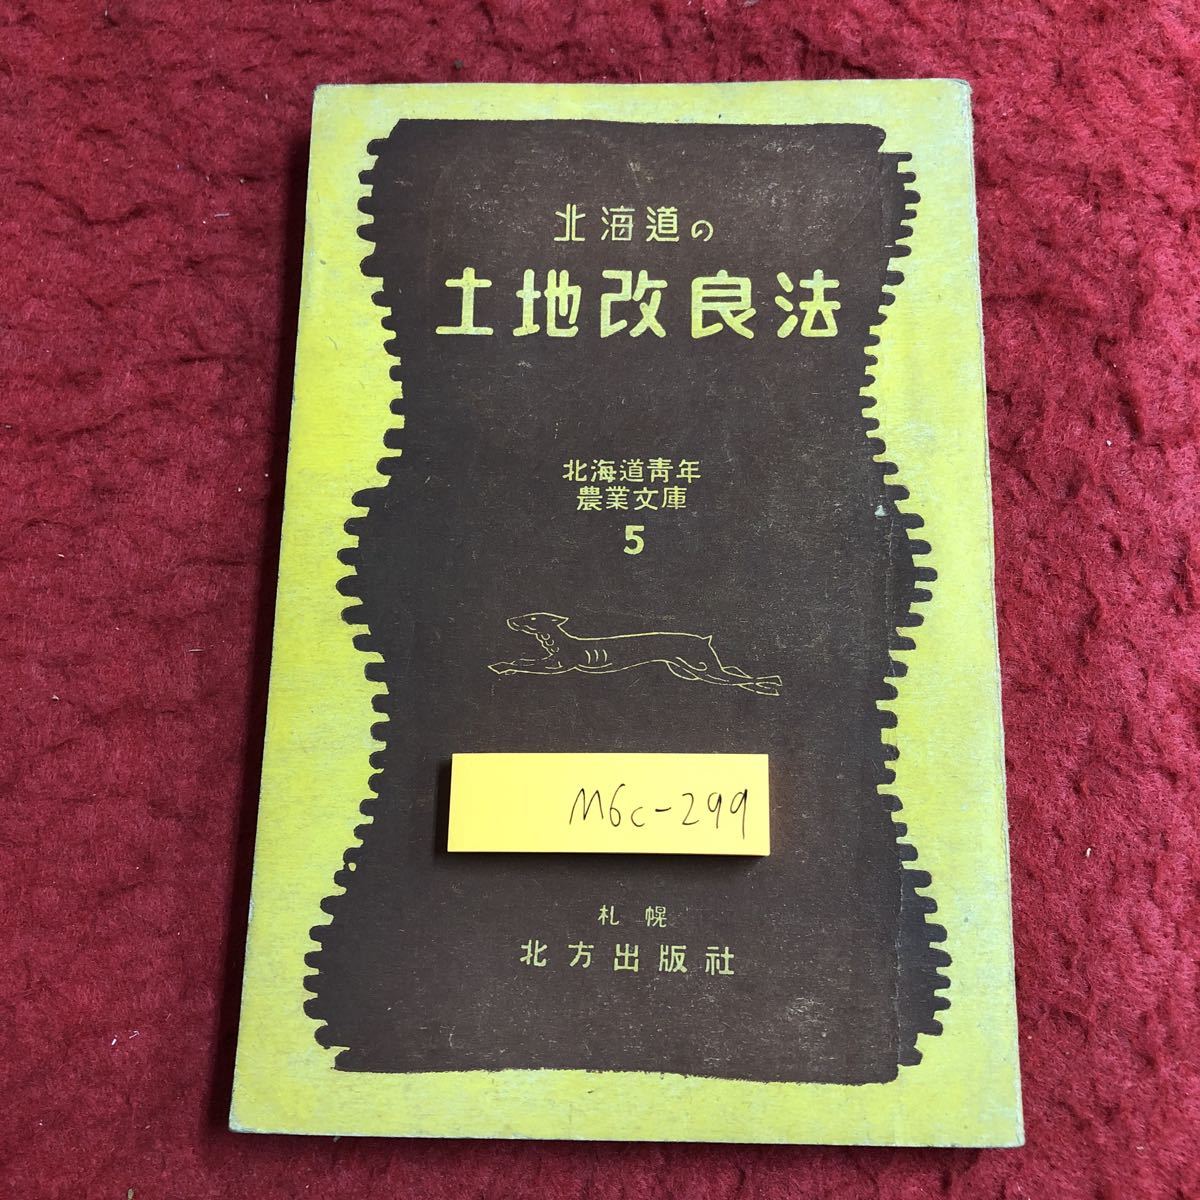 北海道の
土地改良法
北海道青年
農業文庫
5
M6c-299
札幌
北方出版社